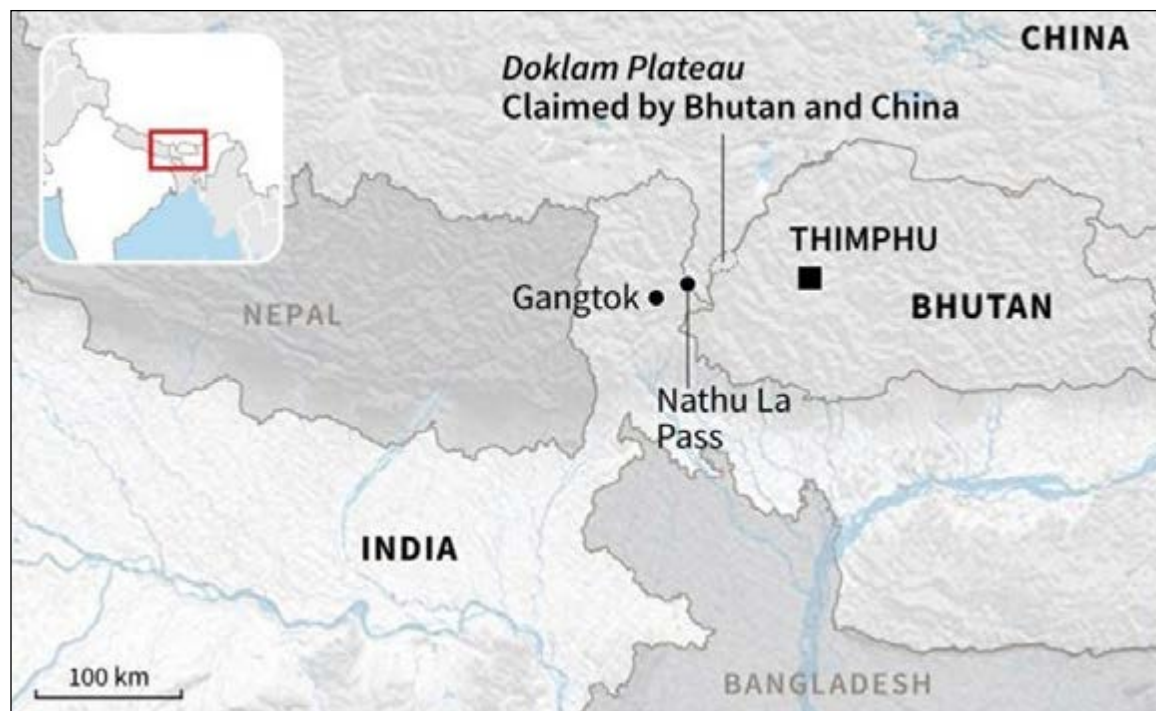 CHINA
Doklam Plateau
Claimed by Bhutan and China
THIMPHU
Gangtok
BHUTAN
NEPAL
Nathu La
Pass
INDIA
100 km
BANGLADESH